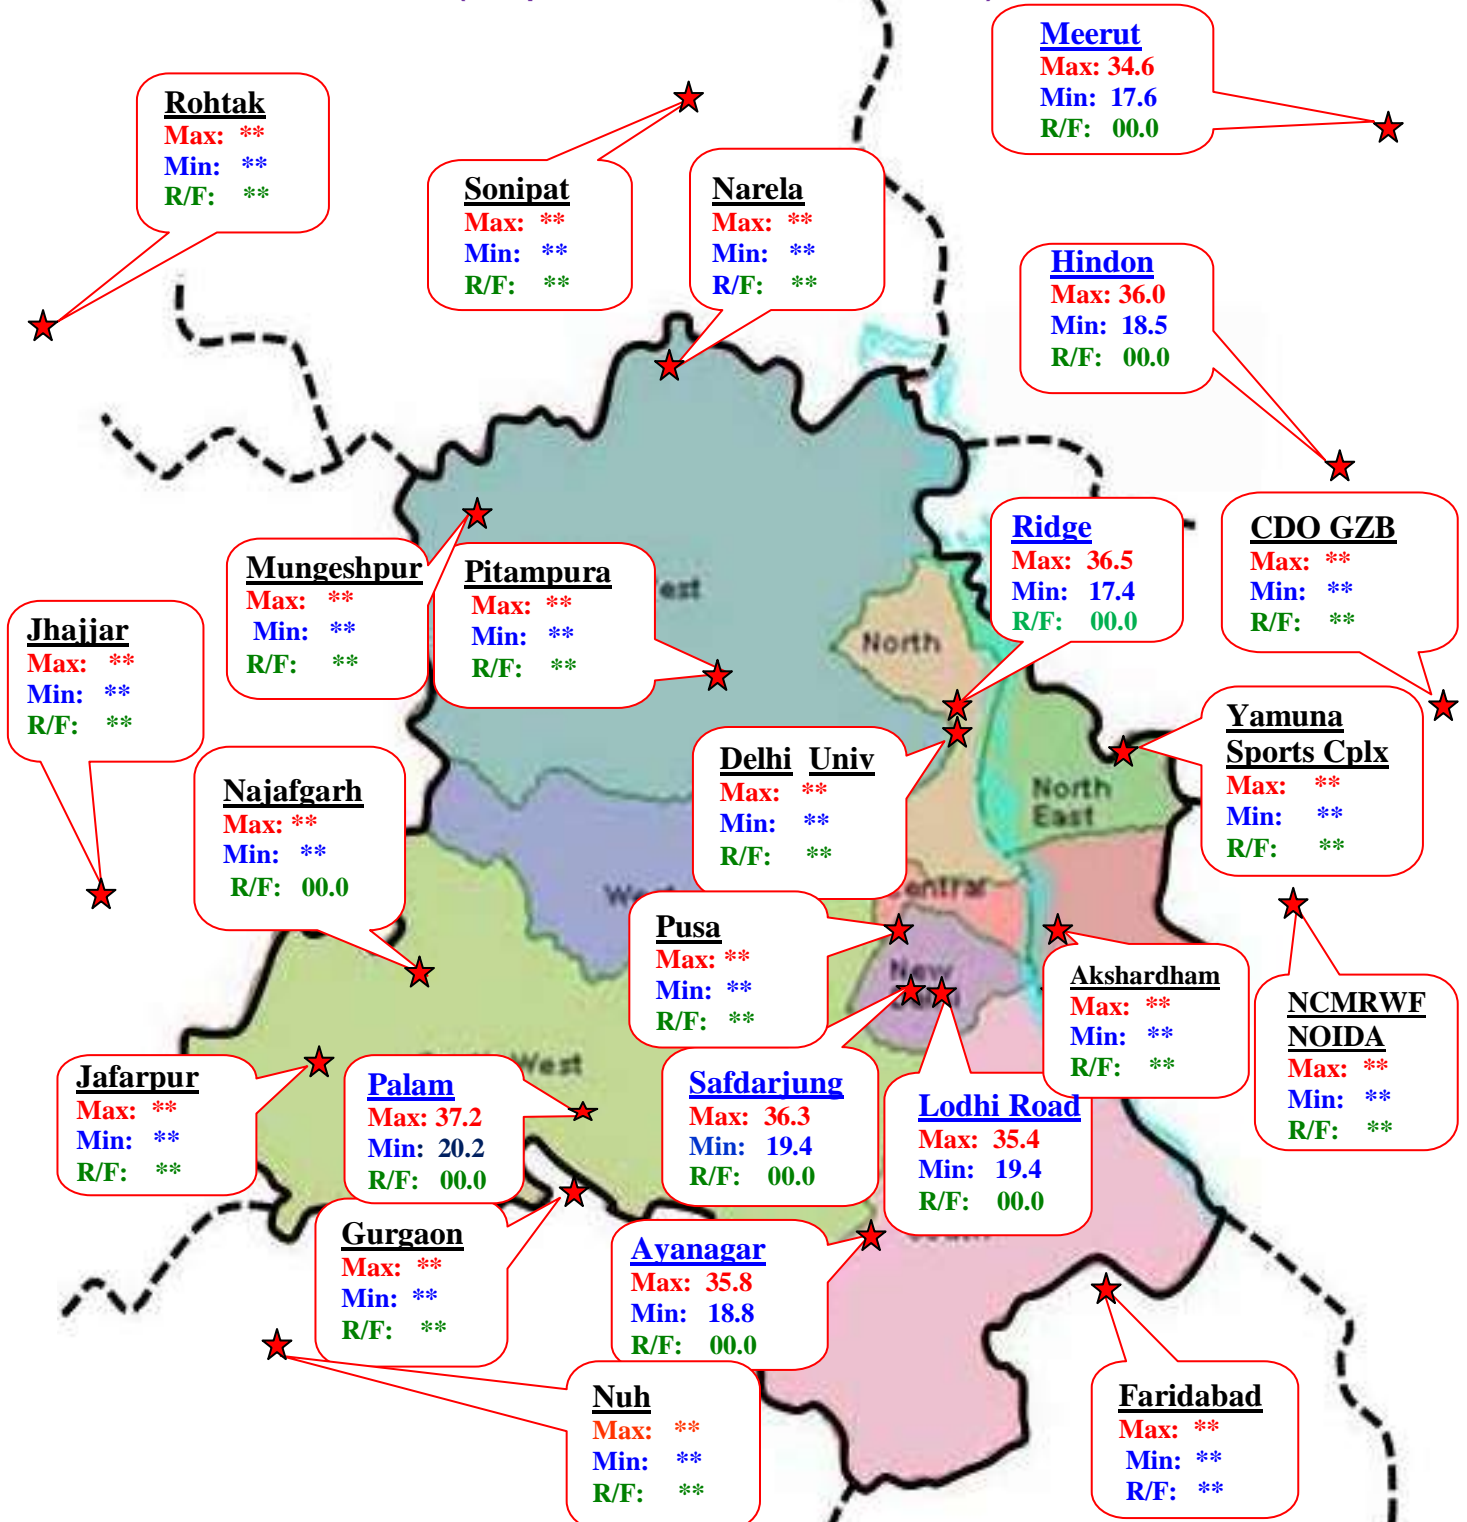 Meerut
Max: 34.6
Min: 17.6
R/F: 00.0
Rohtak
Max: **
Min: **
R/F: **
Sonipat
Max: **
Min: **
R/F: **
Narela
Max: **
Min: **
R/F: **
Hindon
Max: 36.0
Min: 18.5
R/F: 00.0
Ridge
Max: 36.5
Min: 17.4
R/F: 00.0
CDO GZB
Max: **
Min: **
R/F: **
Mungeshpur
Max: **
Min: **
R/F: **
Pitampura
Max: **
Min: **
R/F: **
est
North
Jhajjar
Max: **
Min: **
R/F: **
Yamuna
Sports Cplx
Max: **
Min: **
R/F: **
Delhi Univ
Max: **
Min: **
R/F: **
North
East
Najafgarh
Max: **
Min: **
R/F: 00.0
entral
Pusa
Max: **
Min: **
R/F: **
New
Akshardham
Max: **
Min: **
R/F: **
NCMRWF
NOIDA
Max: **
Min: **
R/F: **
West
Jafarpur
Max: **
Min: **
R/F: **
Palam
Max: 37.2
Min: 20.2
R/F: 00.0
Safdarjung
Max: 36.3
Min: 19.4
R/F: 00.0
Lodhi Road
Max: 35.4
Min: 19.4
R/F: 00.0
Gurgaon
Max: **
Min: **
R/F: **
Ayanagar
Max: 35.8
Min: 18.8
R/F: 00.0
Nuh
Max: **
Min: **
R/F: **
Faridabad
Max: **
Min: **
R/F: **